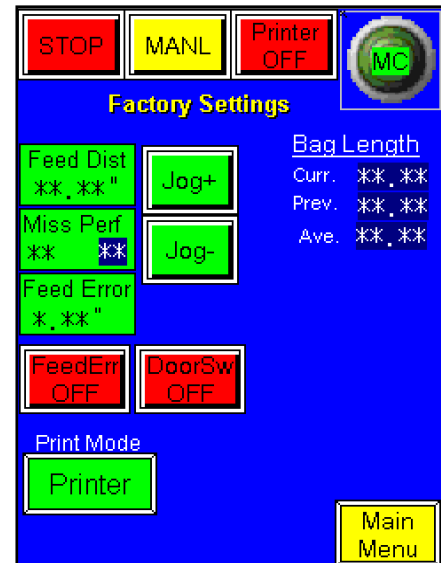 STOP
MANL
Printer
OFF
MC
Factory Settings
Feed Dist
**.**"
Jog+
Bag Length
Curr. **.**
Prev. **.**
Ave. **.**
Miss Perf
** **
Jog-
Feed Error
*.**"
FeedErr
OFF
DoorSw
OFF
Print Mode
Printer
Main
Menu